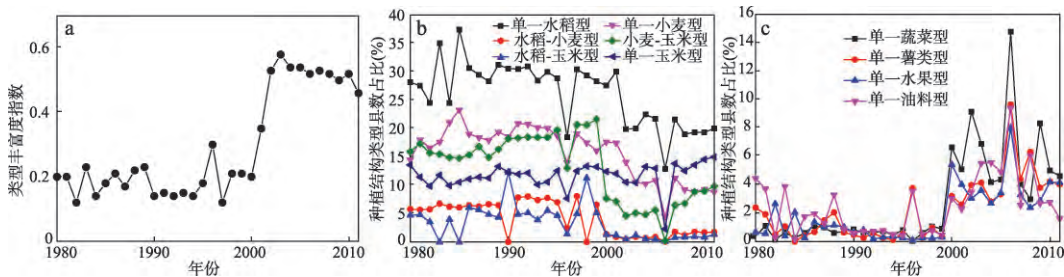 a
类型丰富度指数
0.6
0.4
0.2
0
1980 1990 2000 2010
年份
b
种植结构类型县数占比(%)
40
35
30
25
20
15
10
5
0
单一水稻型 单一小麦型
水稻-小麦型 小麦-玉米型
水稻-玉米型 单一玉米型
1980 1985 1990 1995 2000 2005 2010
年份
c
种植结构类型县数占比(%)
16
14
12
10
8
6
4
2
0
单一蔬菜型
单一薯类型
单一水果型
单一油料型
1980 1985 1990 1995 2000 2005 2010
年份